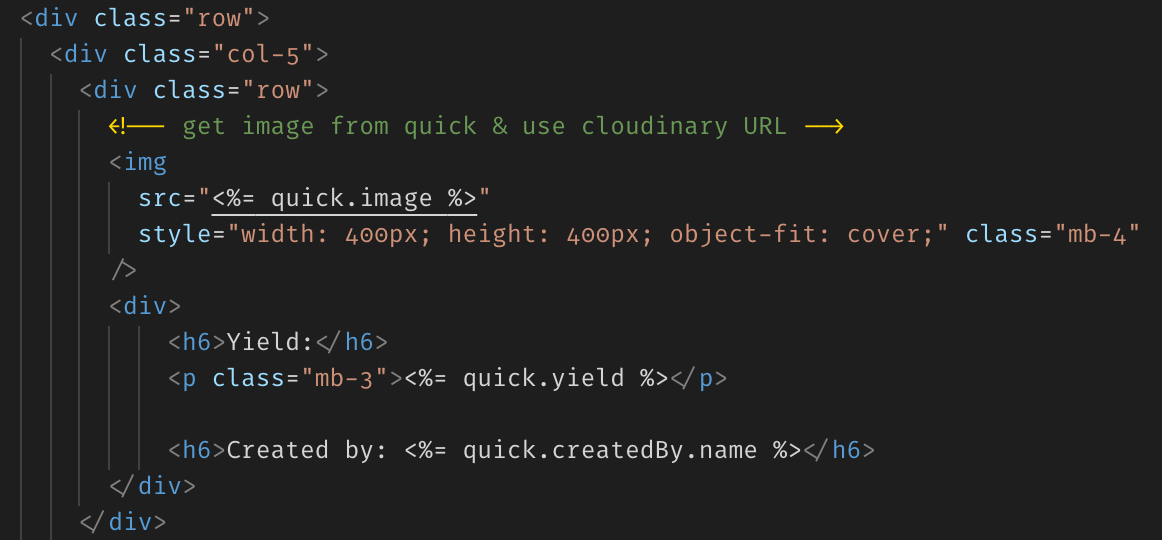 <div class="row">
<div class="col-5">
<div class="row">
<!-- get image from quick & use cloudinary URL -->
<img
src="<%= quick.image %>"
style="width: 400px; height: 400px; object-fit: cover;" class="mb-4"
/>
<div>
<h6>Yield:</h6>
<p class="mb-3"><%= quick.yield %></p>
<h6>Created by: <%= quick.createdBy.name %></h6>
</div>
</div>